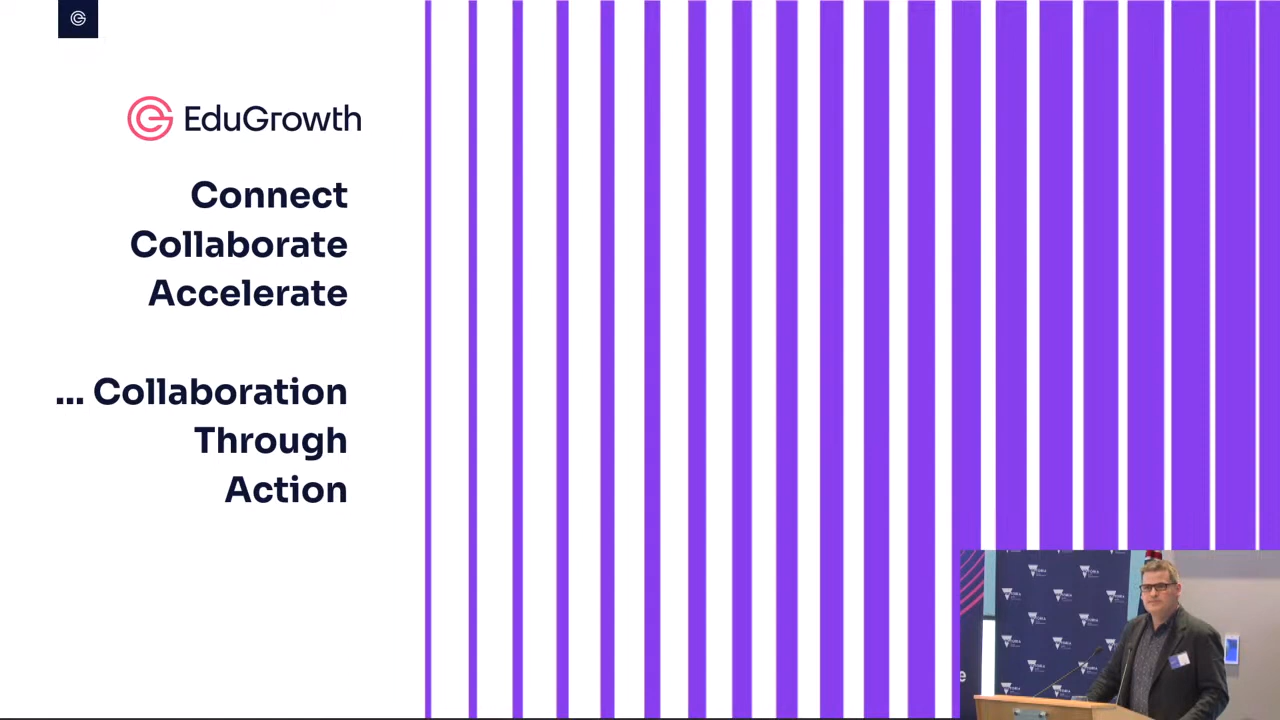 EduGrowth
Connect
Collaborate
Accelerate
... Collaboration
Through
Action